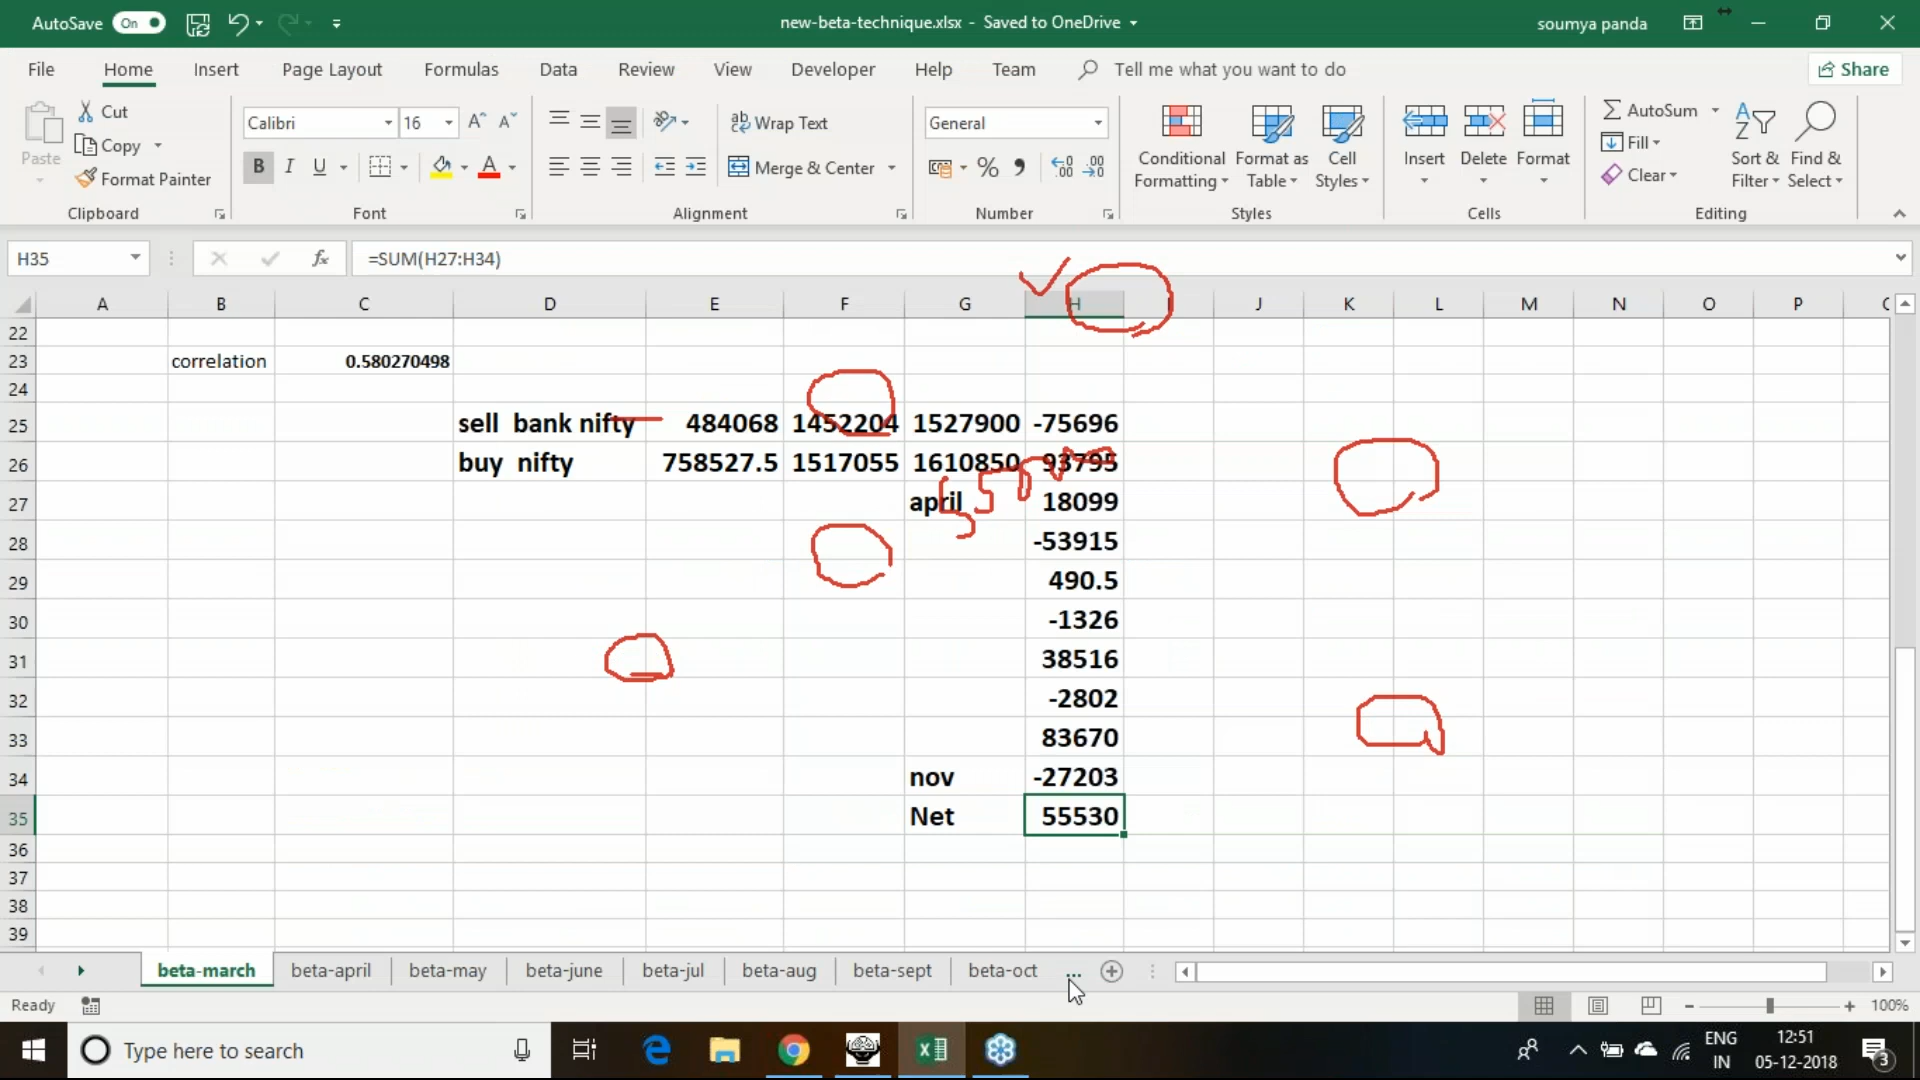 AutoSave On new-beta-technique.xlsx - Saved to OneDrive soumya panda
File Home Insert Page Layout Formulas Data Review View Developer Help Team Tell me what you want to do Share
Paste Cut Copy Format Painter Clipboard
Calibri 16 A A B I U A Font
ab Wrap Text Merge & Center Alignment
General % , .00 .00 Number
Conditional Formatting Format as Table Cell Styles Styles
Insert Delete Format Cells
AutoSum Fill Clear Sort & Filter Find & Select Editing
H35 fx =SUM(H27:H34)
A B C D E F G H I J K L M N O P
22
23 correlation 0.580270498
24
25 sell bank nifty 484068 1452204 1527900 -75696
26 buy nifty 758527.5 1517055 1610850 93795
27 april 18099
28 -53915
29 490.5
30 -1326
31 38516
32 -2802
33 83670
34 nov -27203
35 Net 55530
36
37
38
39
beta-march beta-april beta-may beta-june beta-jul beta-aug beta-sept beta-oct ...
Ready 100%
Type here to search ENG IN 12:51 05-12-2018 3